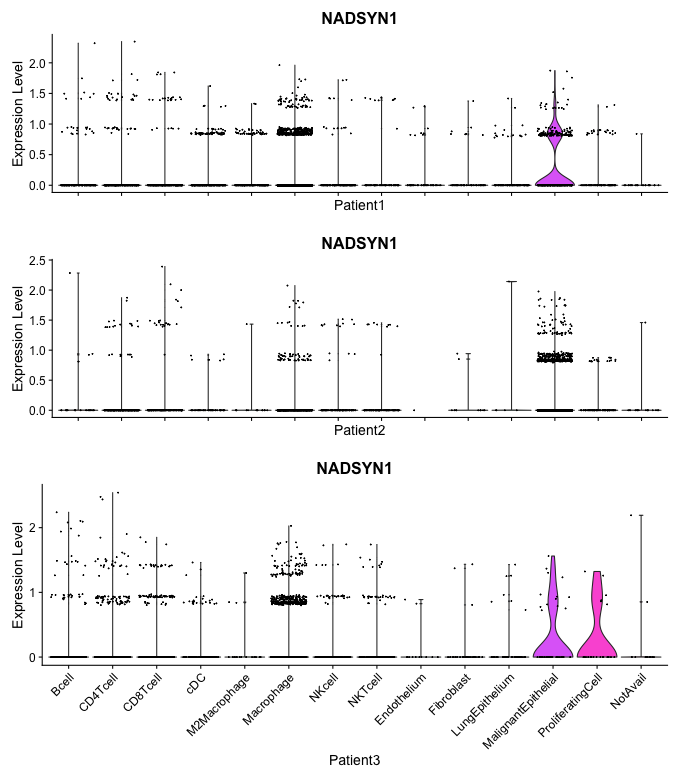 NADSYN1
Expression Level
2.0
1.5
1.0
0.5
0.0
Patient1
NADSYN1
Expression Level
2.5
2.0
1.5
1.0
0.5
0.0
Patient2
NADSYN1
Expression Level
2
1
0
Bcell
CD4Tcell
CD8Tcell
cDC
M2Macrophage
Macrophage
NKcell
NKTcell
Endothelium
Fibroblast
LungEpithelium
MalignantEpithelial
ProliferatingCell
NotAvail
Patient3